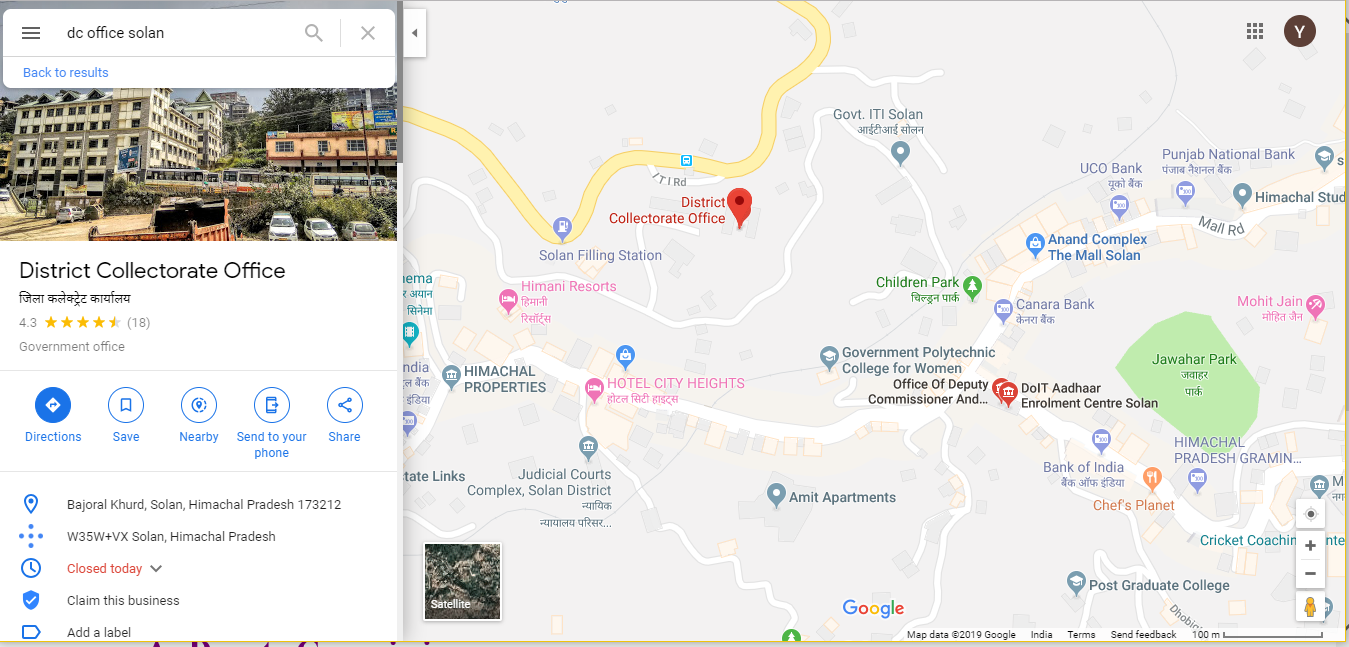 dc office solan
Back to results
District Collectorate Office
जिला कलेक्ट्रेट कार्यालय
4.3 (18)
Government office
Directions
Save
Nearby
Send to your
phone
Share
Bajoral Khurd, Solan, Himachal Pradesh 173212
W35W+VX Solan, Himachal Pradesh
Closed today
Claim this business
Add a label
Y
Govt. ITI Solan
आईटीआई सोलन
I T I Rd
District
Collectorate Office
Solan Filling Station
UCO Bank
यूको बैंक
Punjab National Bank
पंजाब नैशनल बैंक
Himachal Stud
Mall Rd
Anand Complex
The Mall Solan
Children Park
चिल्ड्रन पार्क
Canara Bank
केनरा बैंक
Mohit Jain
मोहित जैन
Himani Resorts
हिमानी
रिसॉर्ट्स
nema
र अयान
सिनेमा
ndia
ल बैंक
इंडिया
HIMACHAL
PROPERTIES
HOTEL CITY HEIGHTS
होटल सिटी हाइट्स
Government Polytechnic
College for Women
Office Of Deputy
Commissioner And...
DoIT Aadhaar
Enrolment Centre Solan
Jawahar Park
जवाहर
पार्क
HIMACHAL
PRADESH GRAMIN...
Bank of India
बैंक ऑफ इंडिया
Chef's Planet
tate Links
Judicial Courts
Complex, Solan District
न्यायिक
न्यायालय परिसर...
Amit Apartments
Cricket Coachin
nte
Post Graduate College
Dhobi
Satellite
Google
Map data ©2019 Google India Terms Send feedback 100 m